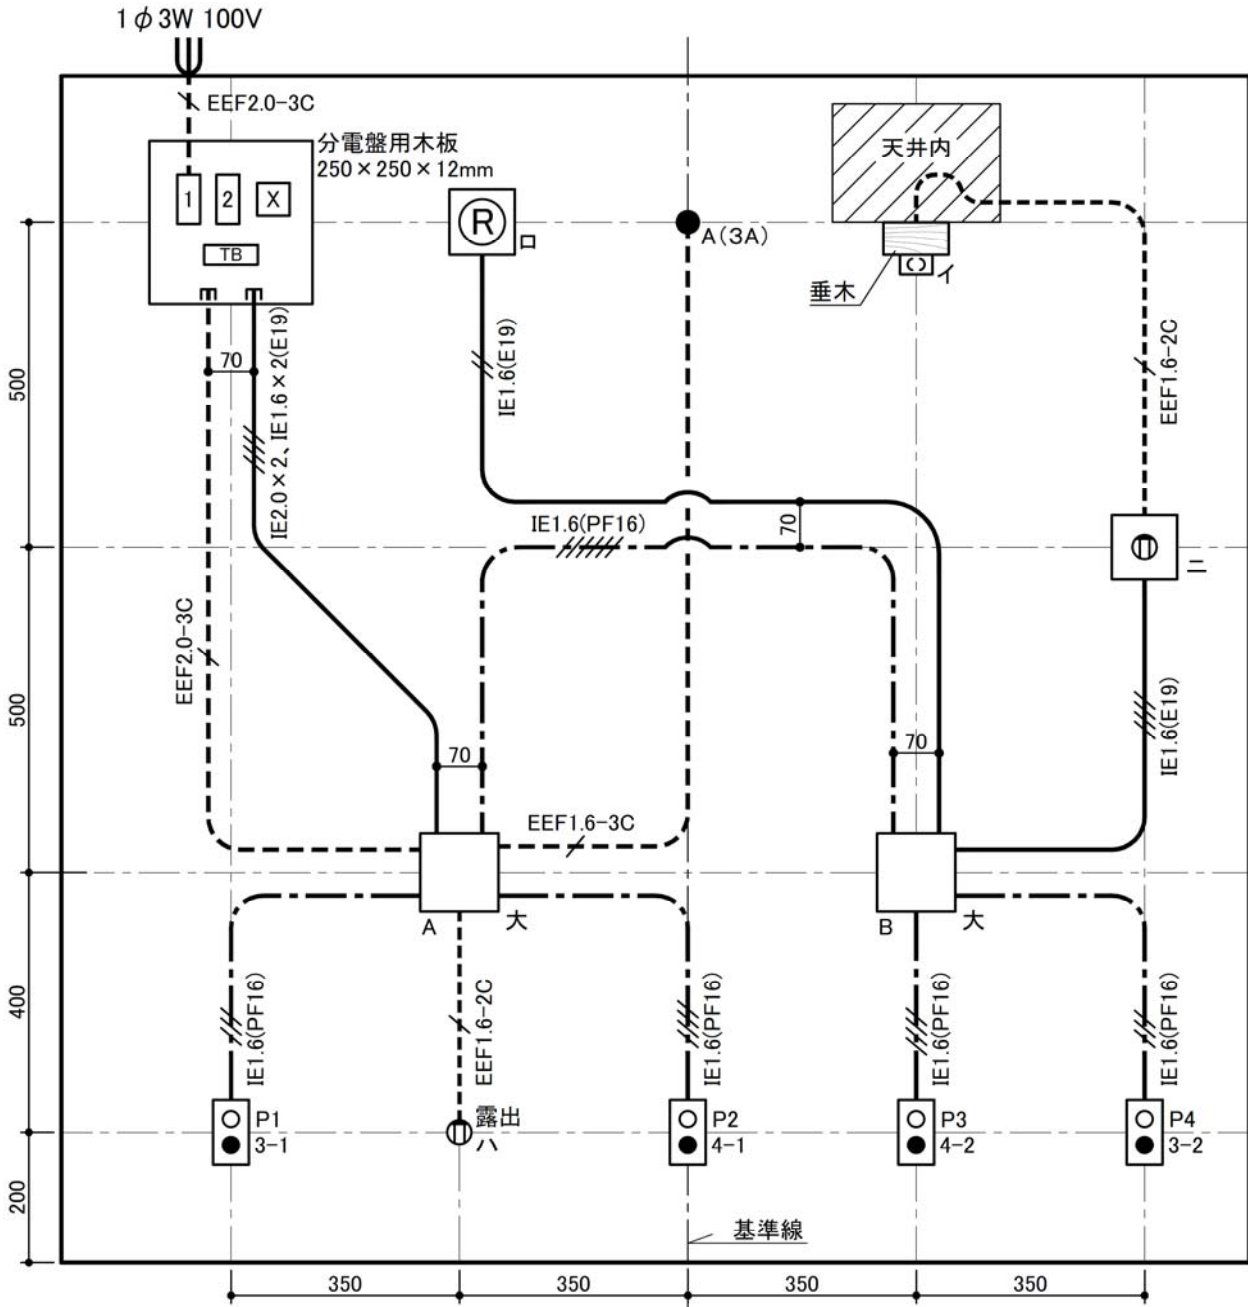 1φ3W 100V
EEF2.0-3C
分電盤用木板
250×250×12mm
1
2
X
TB
R
ロ
A(3A)
天井内
垂木
イ
70
IE2.0×2、IE1.6×2(E19)
IE1.6(E19)
EEF1.6-2C
500
IE1.6(PF16)
70
ニ
EEF2.0-3C
500
70
70
IE1.6(E19)
EEF1.6-3C
A
大
B
大
400
IE1.6(PF16)
EEF1.6-2C
IE1.6(PF16)
IE1.6(PF16)
IE1.6(PF16)
P1
3-1
露出
ハ
P2
4-1
P3
4-2
P4
3-2
200
基準線
350
350
350
350